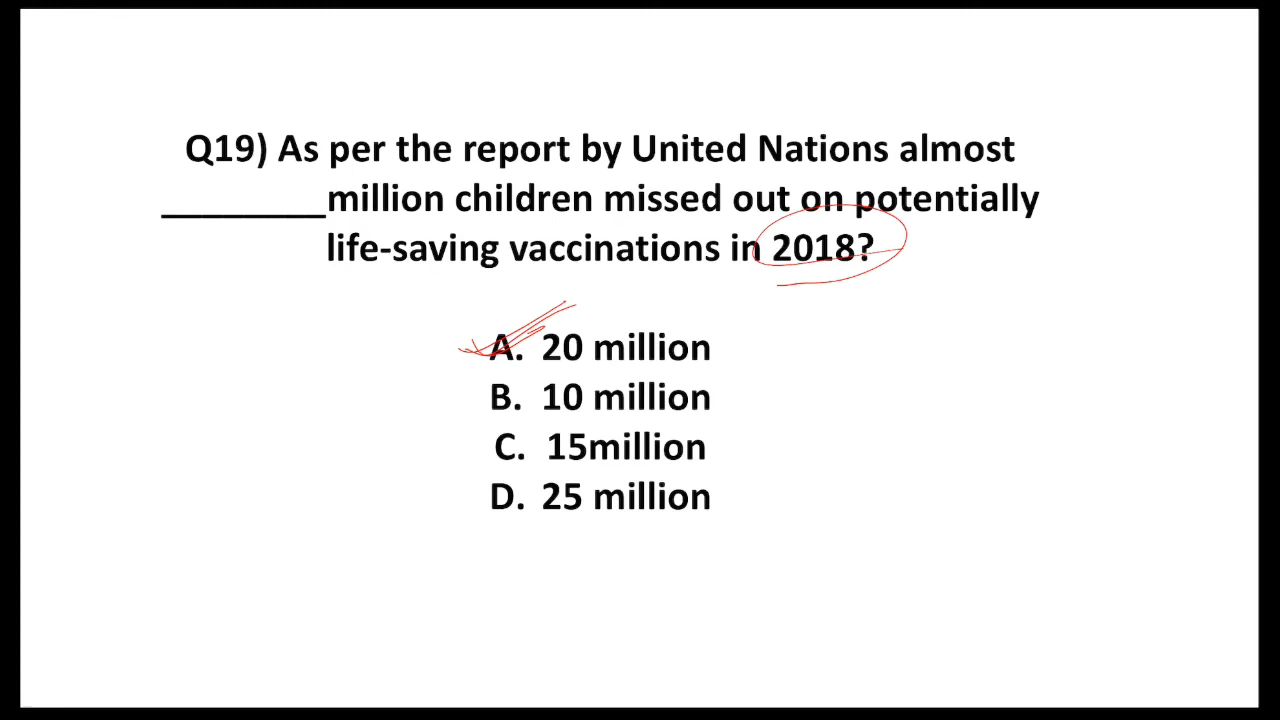 Q19) As per the report by United Nations almost
________million children missed out on potentially
life-saving vaccinations in 2018?
A. 20 million
B. 10 million
C. 15million
D. 25 million